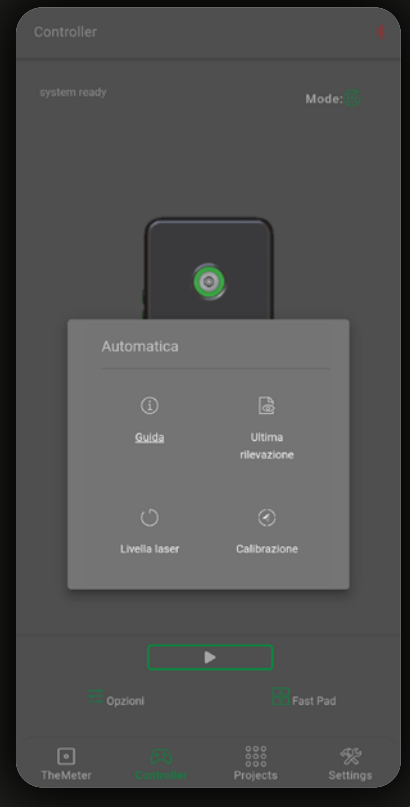 Controller
system ready
Mode:
Automatica
Guida
Ultima
rilevazione
Livella laser
Calibrazione
Opzioni
Fast Pad
TheMeter
Controller
Projects
Settings